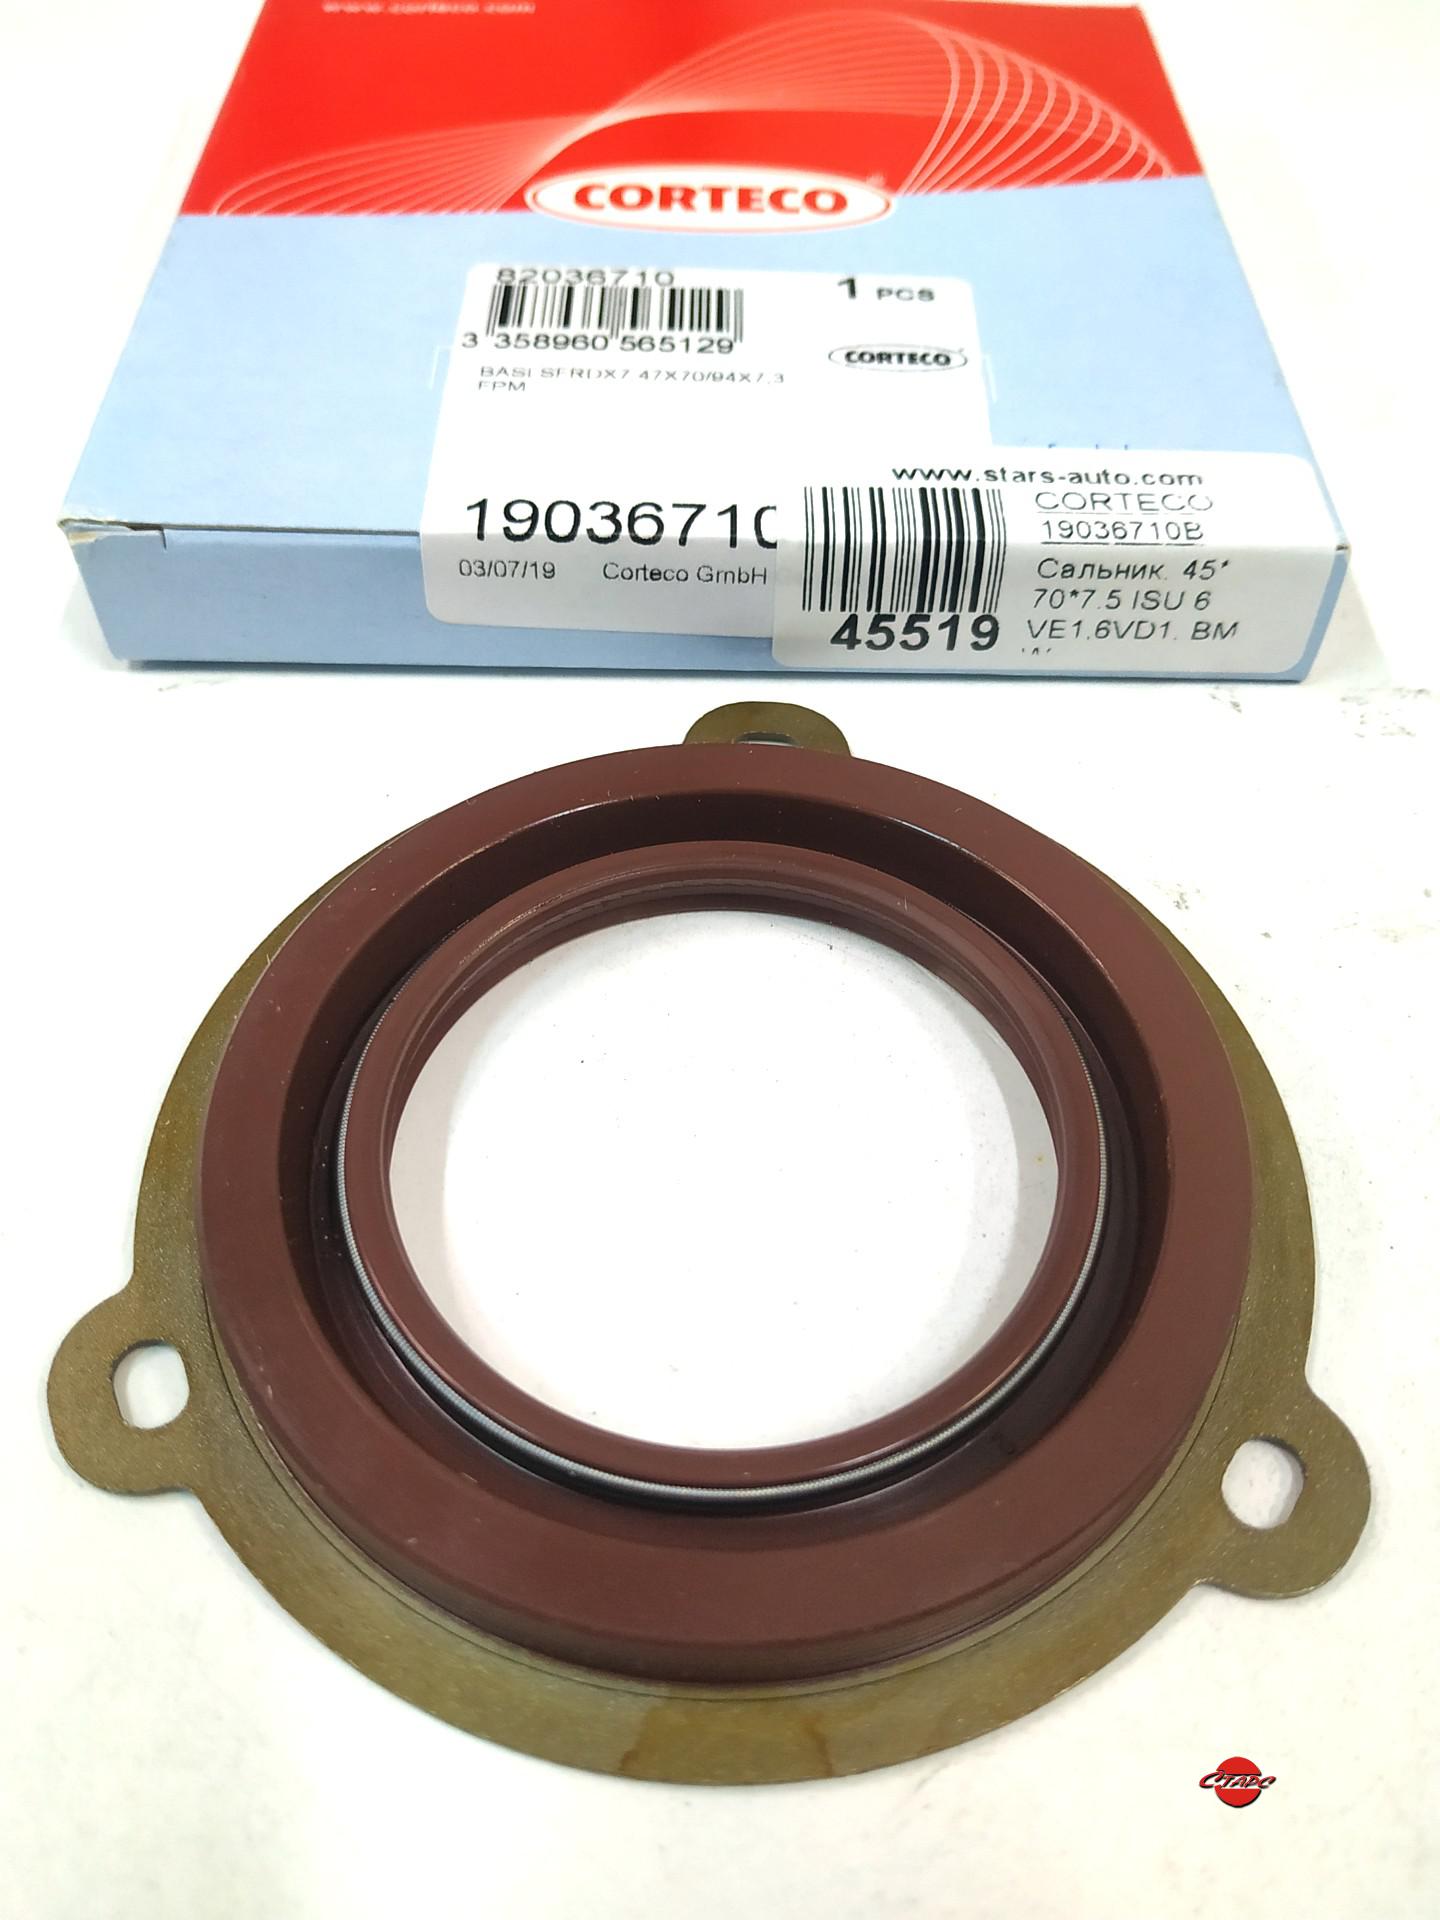 www.corteco.com
CORTECO
82036710
1 PCS
3 358960 565129
CORTECO
BASLSFRDX7 47X70/94X7,3
FPM
19036710
03/07/19 Corteco GmbH
www.stars-auto.com
CORTECO
19036710B
Сальник. 45*
70*7.5 ISU 6
VE1,6VD1. BM
45519
СТАРС